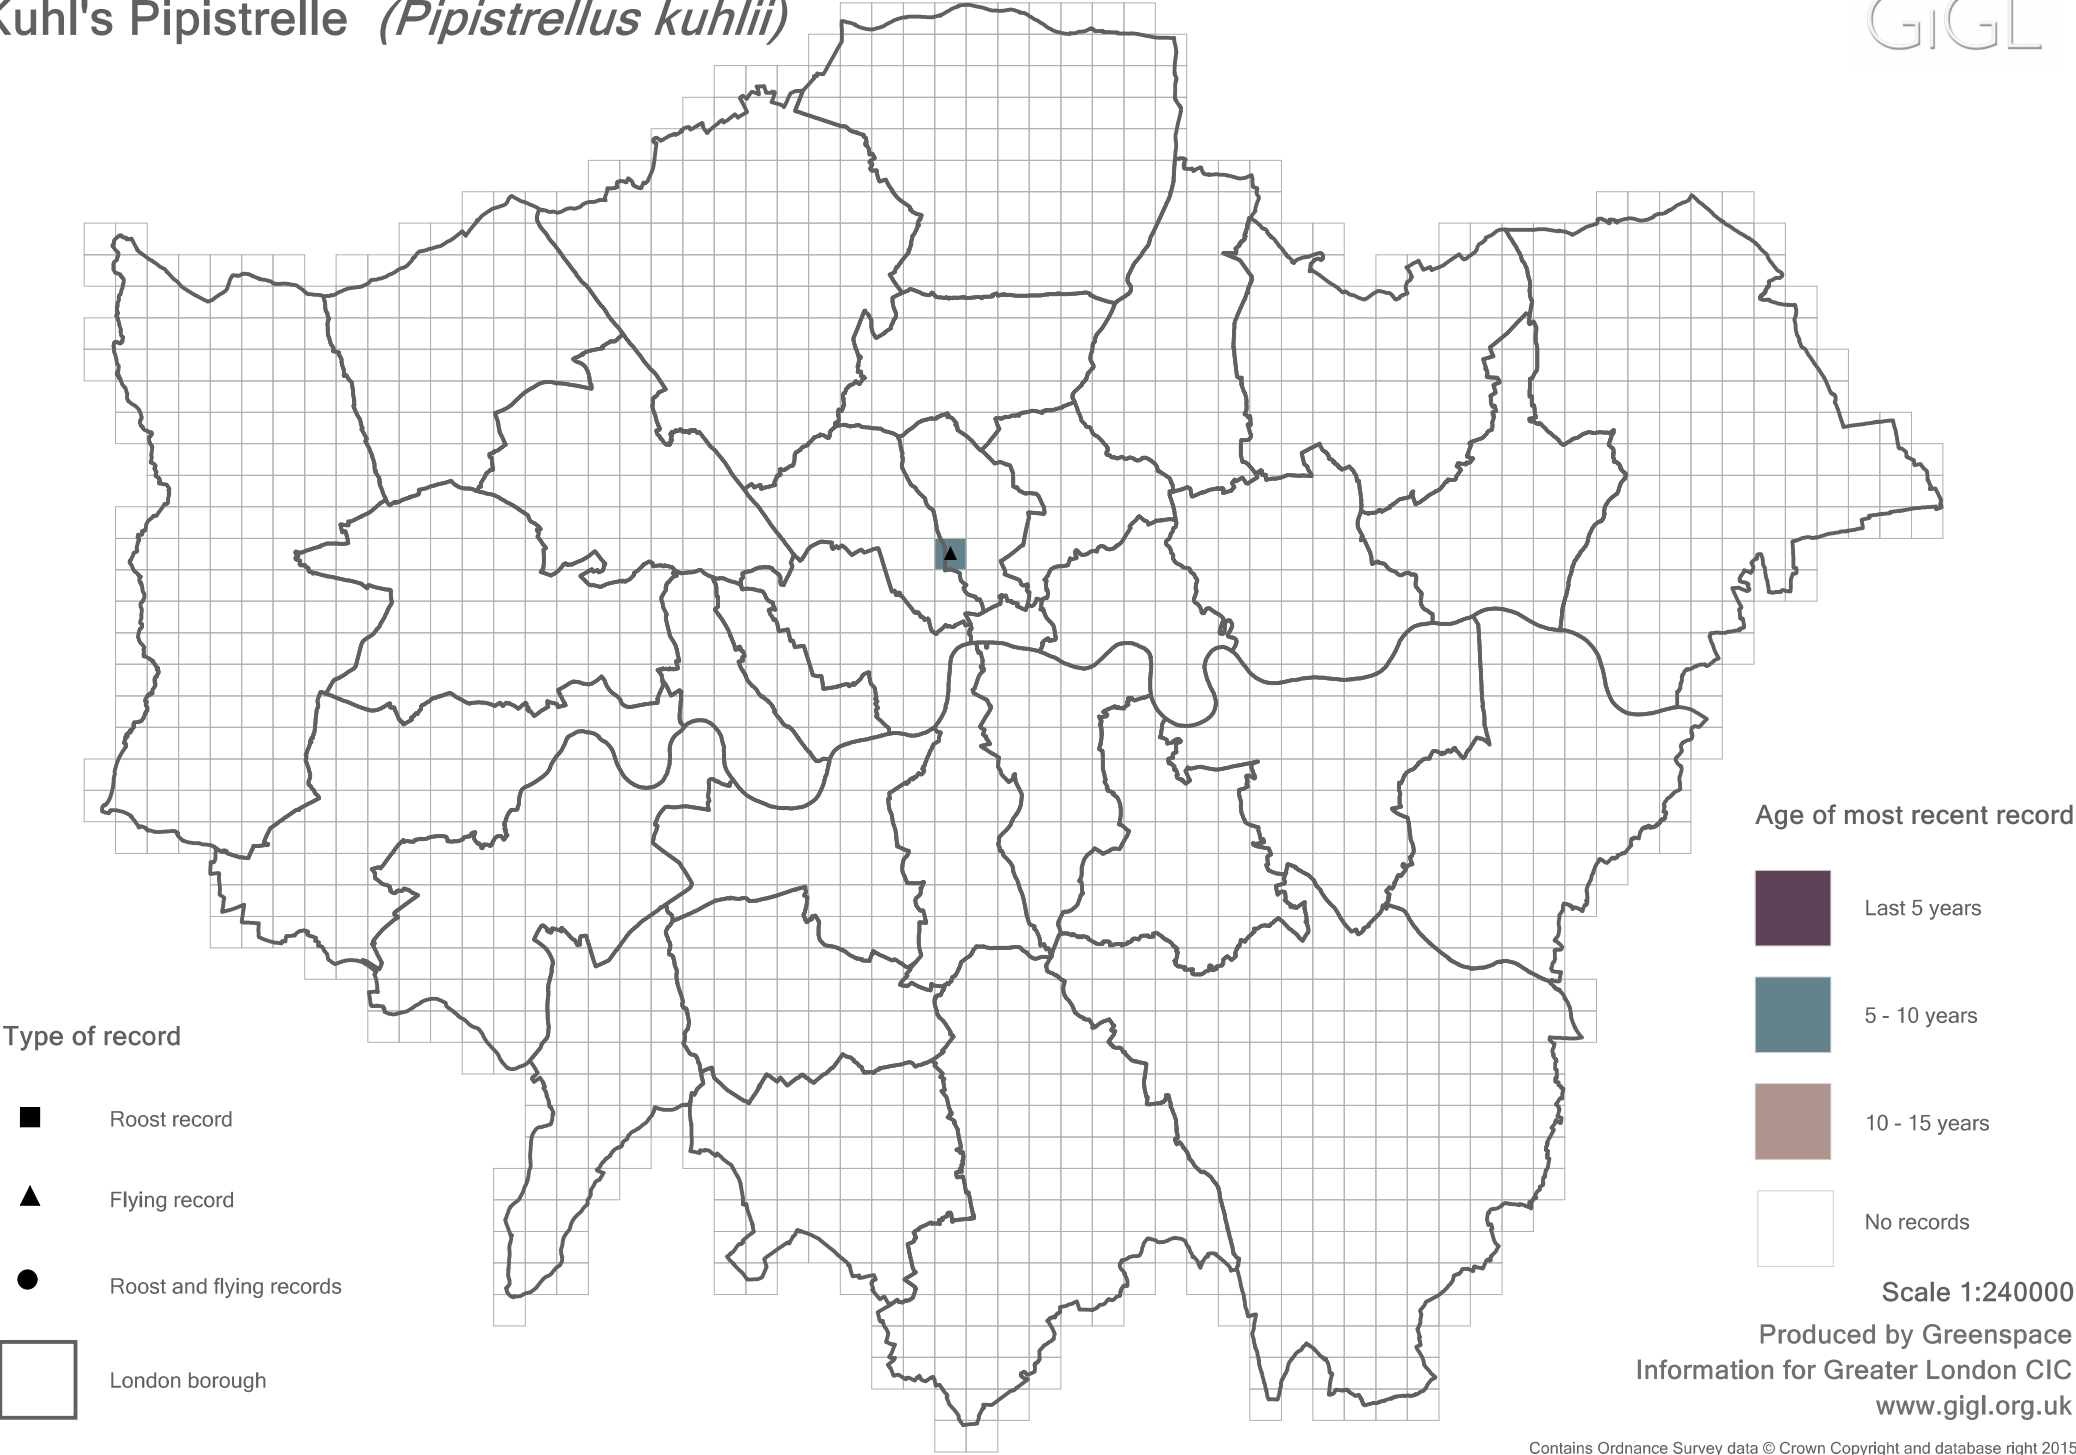 Kuhl's Pipistrelle (Pipistrellus kuhlii)
GiGL
Age of most recent record
Last 5 years
5 - 10 years
10 - 15 years
No records
Type of record
Roost record
Flying record
Roost and flying records
London borough
Scale 1:240000
Produced by Greenspace
Information for Greater London CIC
www.gigl.org.uk
Contains Ordnance Survey data © Crown Copyright and database right 2015